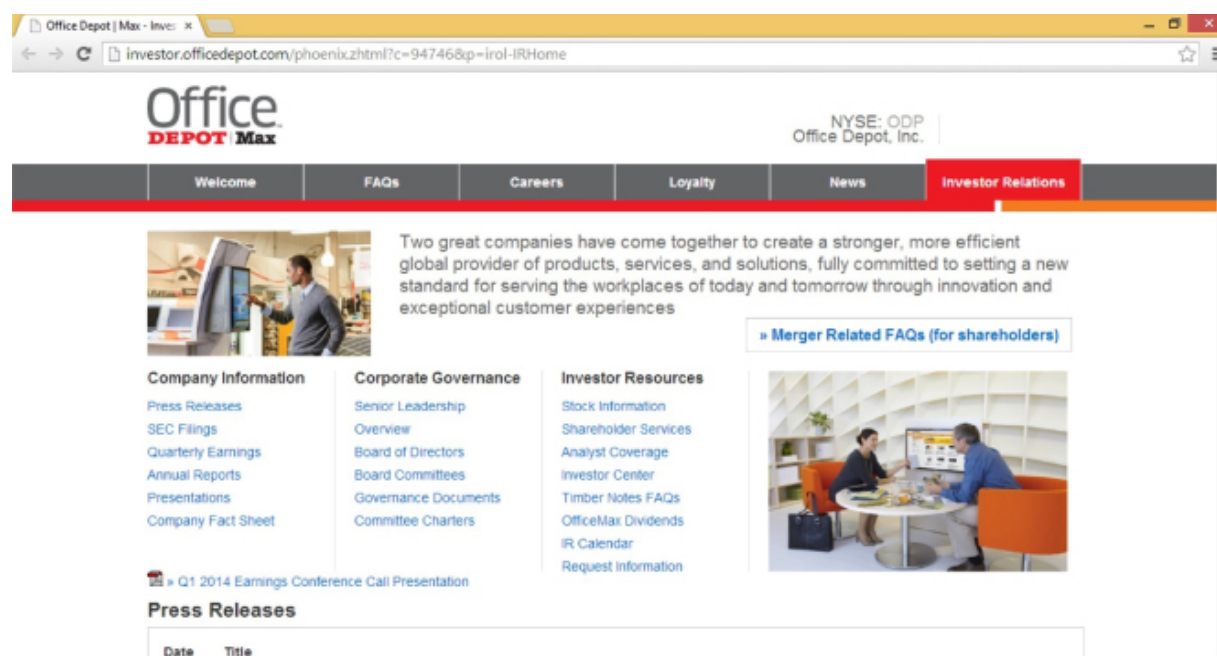 Office Depot | Max - Inves
investor.officedepot.com/phoenix.zhtml?c=94746&p=irol-IRHome
Office
DEPOT Max
NYSE: ODP
Office Depot, Inc.
Welcome
FAQs
Careers
Loyalty
News
Investor Relations
Two great companies have come together to create a stronger, more efficient
global provider of products, services, and solutions, fully committed to setting a new
standard for serving the workplaces of today and tomorrow through innovation and
exceptional customer experiences
» Merger Related FAQs (for shareholders)
Company Information
Press Releases
SEC Filings
Quarterly Earnings
Annual Reports
Presentations
Company Fact Sheet
Corporate Governance
Senior Leadership
Overview
Board of Directors
Board Committees
Governance Documents
Committee Charters
Investor Resources
Stock Information
Shareholder Services
Analyst Coverage
Investor Center
Timber Notes FAQs
OfficeMax Dividends
IR Calendar
Request Information
» Q1 2014 Earnings Conference Call Presentation
Press Releases
Date Title